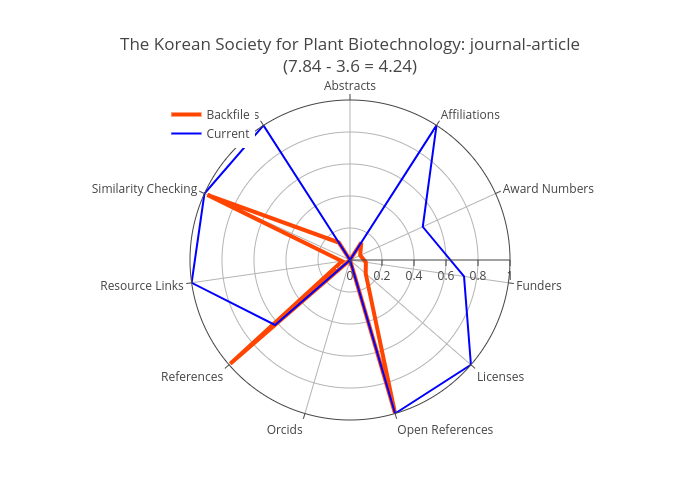 The Korean Society for Plant Biotechnology: journal-article
(7.84 - 3.6 = 4.24)
Abstracts
Backfile
s
Affiliations
Current
Similarity Checking
Award Numbers
0
0.2
0.4
0.6
0.8
1
Resource Links
Funders
References
Licenses
Orcids
Open References